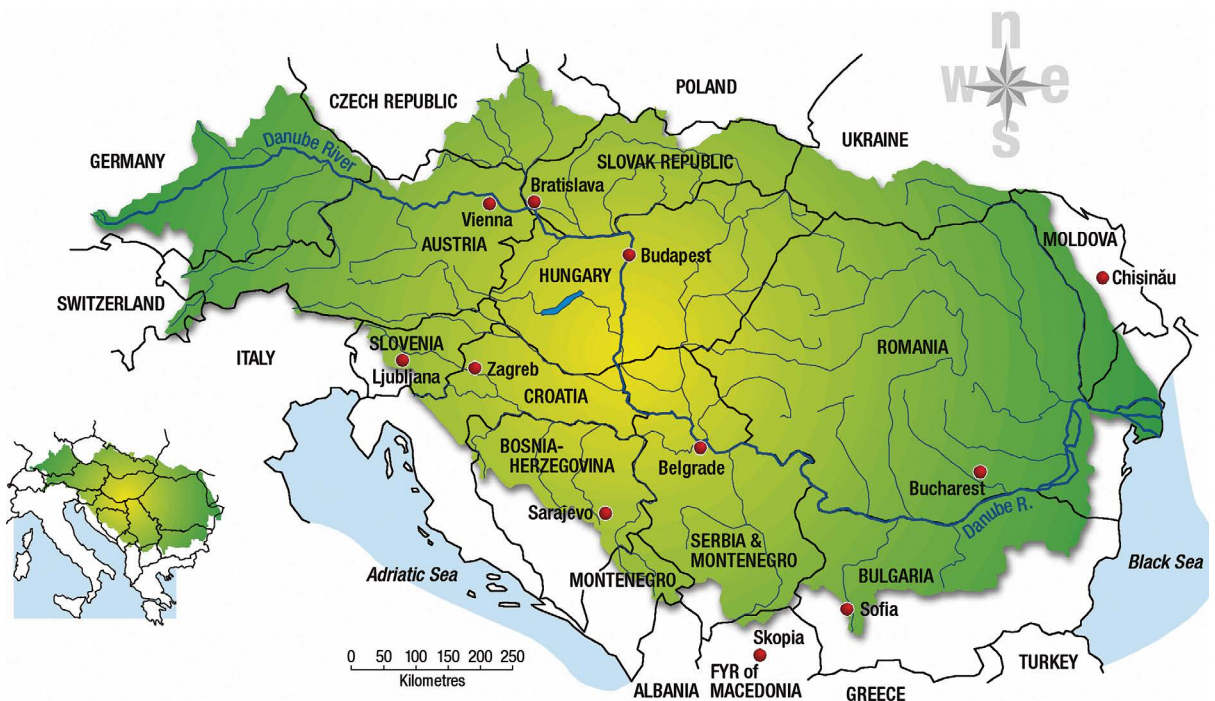 n
w e
s
POLAND
CZECH REPUBLIC
UKRAINE
GERMANY
Danube River
SLOVAK REPUBLIC
Bratislava
Vienna
AUSTRIA
MOLDOVA
Budapest
HUNGARY
Chisinău
SWITZERLAND
ITALY
SLOVENIA
Ljubljana
Zagreb
ROMANIA
CROATIA
BOSNIA-
HERZEGOVINA
Belgrade
Bucharest
Danube R.
Sarajevo
SERBIA &
MONTENEGRO
MONTENEGRO
Adriatic Sea
Black Sea
BULGARIA
Sofia
Skopia
FYR of
MACEDONIA
ALBANIA
GREECE
TURKEY
0 50 100 150 200 250
Kilometres